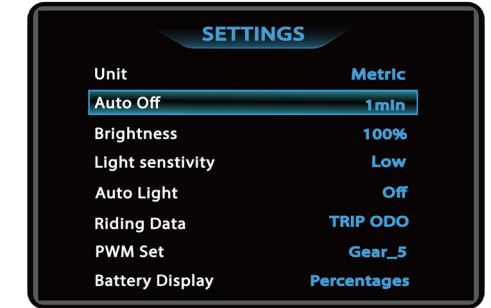 SETTINGS
Unit Metric
Auto Off 1min
Brightness 100%
Light senstivity Low
Auto Light Off
Riding Data TRIP ODO
PWM Set Gear_5
Battery Display Percentages